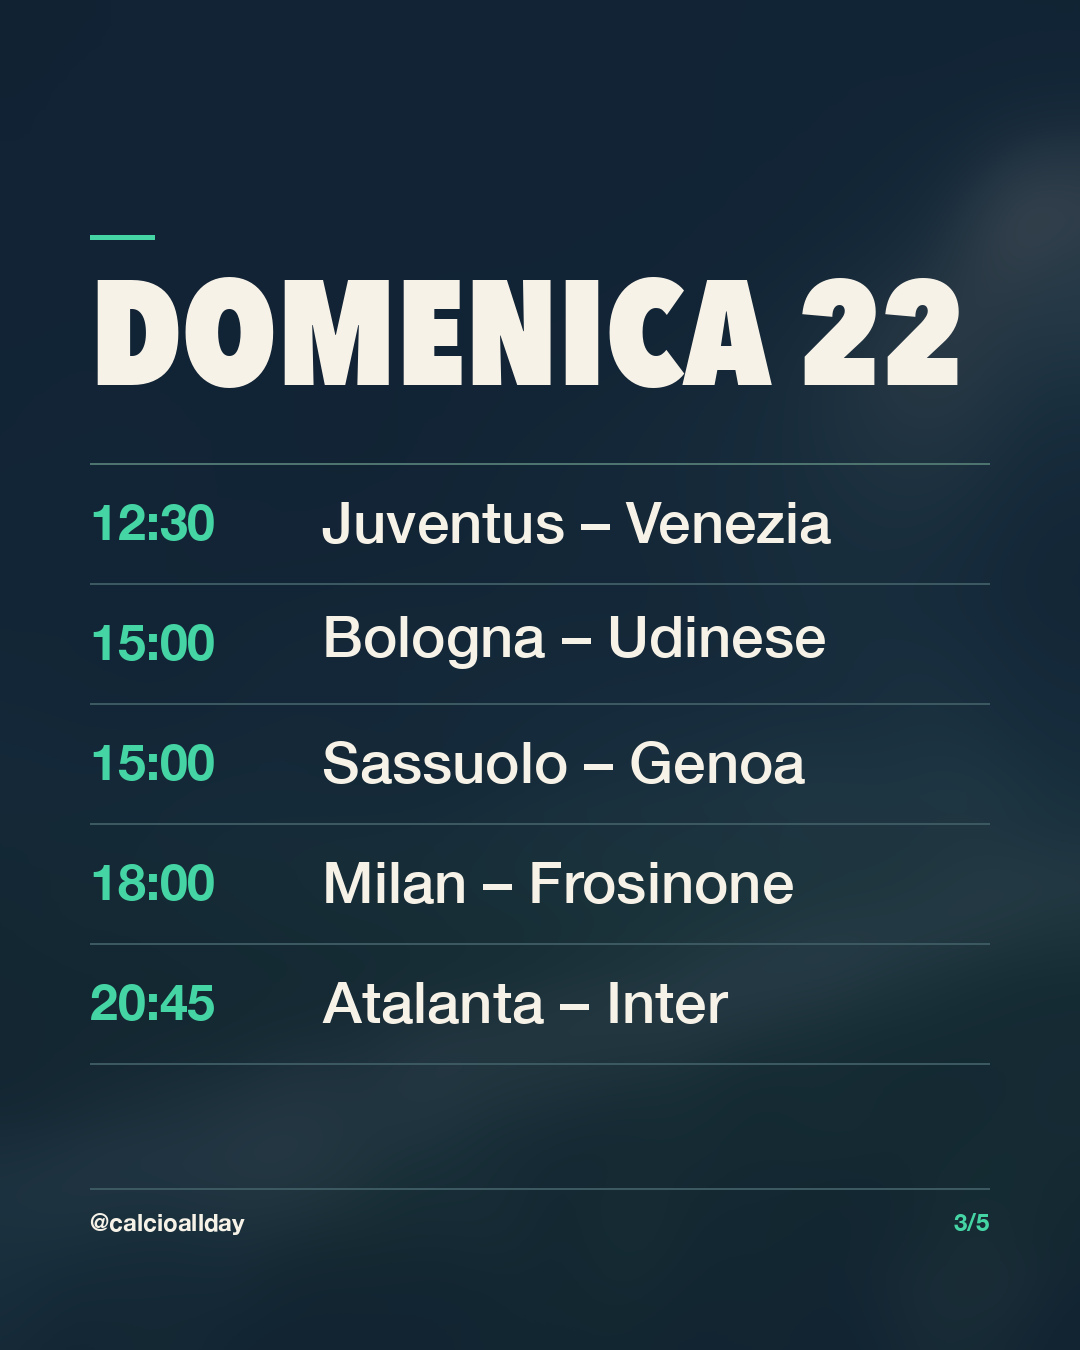 DOMENICA 22
12:30 Juventus – Venezia
15:00 Bologna – Udinese
15:00 Sassuolo – Genoa
18:00 Milan – Frosinone
20:45 Atalanta – Inter
@calcioallday 3/5